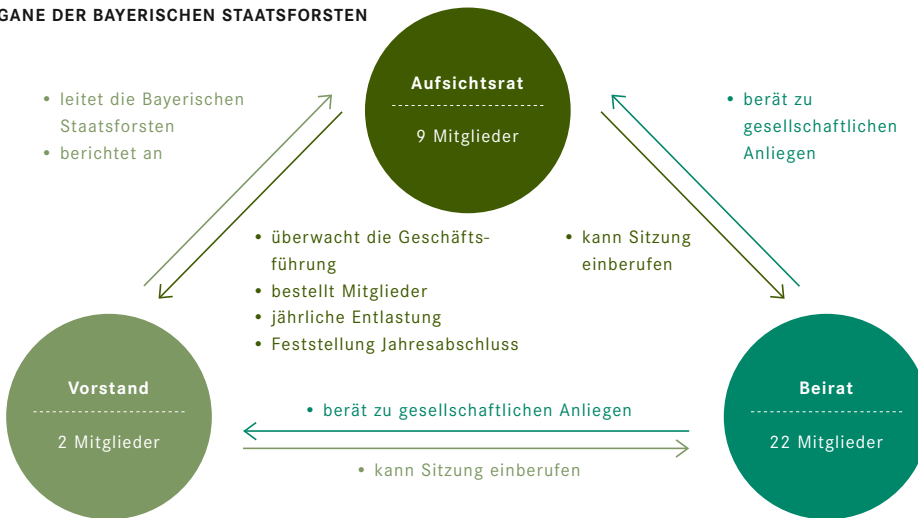 GANE DER BAYERISCHEN STAATSFORSTEN
Aufsichtsrat
9 Mitglieder
• leitet die Bayerischen
Staatsforsten
• berichtet an
• berät zu
gesellschaftlichen
Anliegen
• überwacht die Geschäfts-
führung
• bestellt Mitglieder
• jährliche Entlastung
• Feststellung Jahresabschluss
• kann Sitzung
einberufen
Vorstand
2 Mitglieder
• berät zu gesellschaftlichen Anliegen
• kann Sitzung einberufen
Beirat
22 Mitglieder